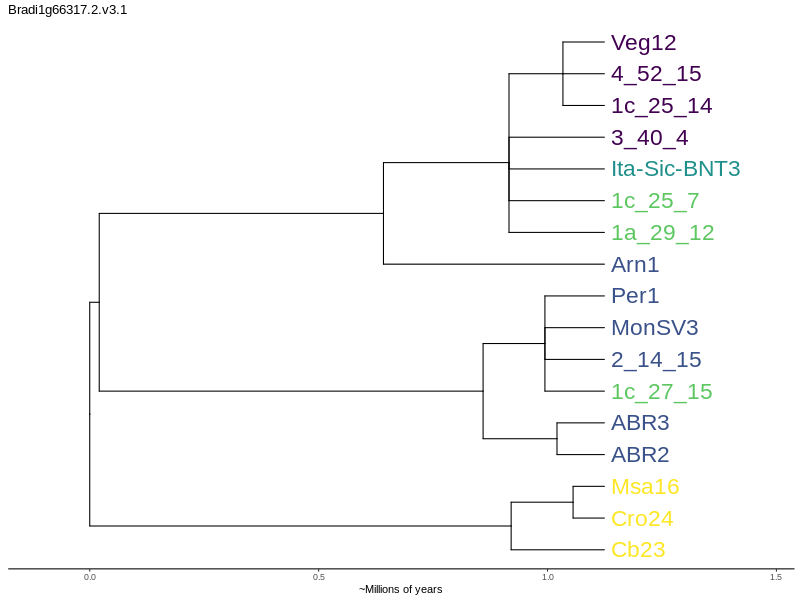 Bradi1g66317.2.v3.1
Veg12
4_52_15
1c_25_14
3_40_4
Ita-Sic-BNT3
1c_25_7
1a_29_12
Arn1
Per1
MonSV3
2_14_15
1c_27_15
ABR3
ABR2
Msa16
Cro24
Cb23
0.0 0.5 1.0 1.5
~Millions of years